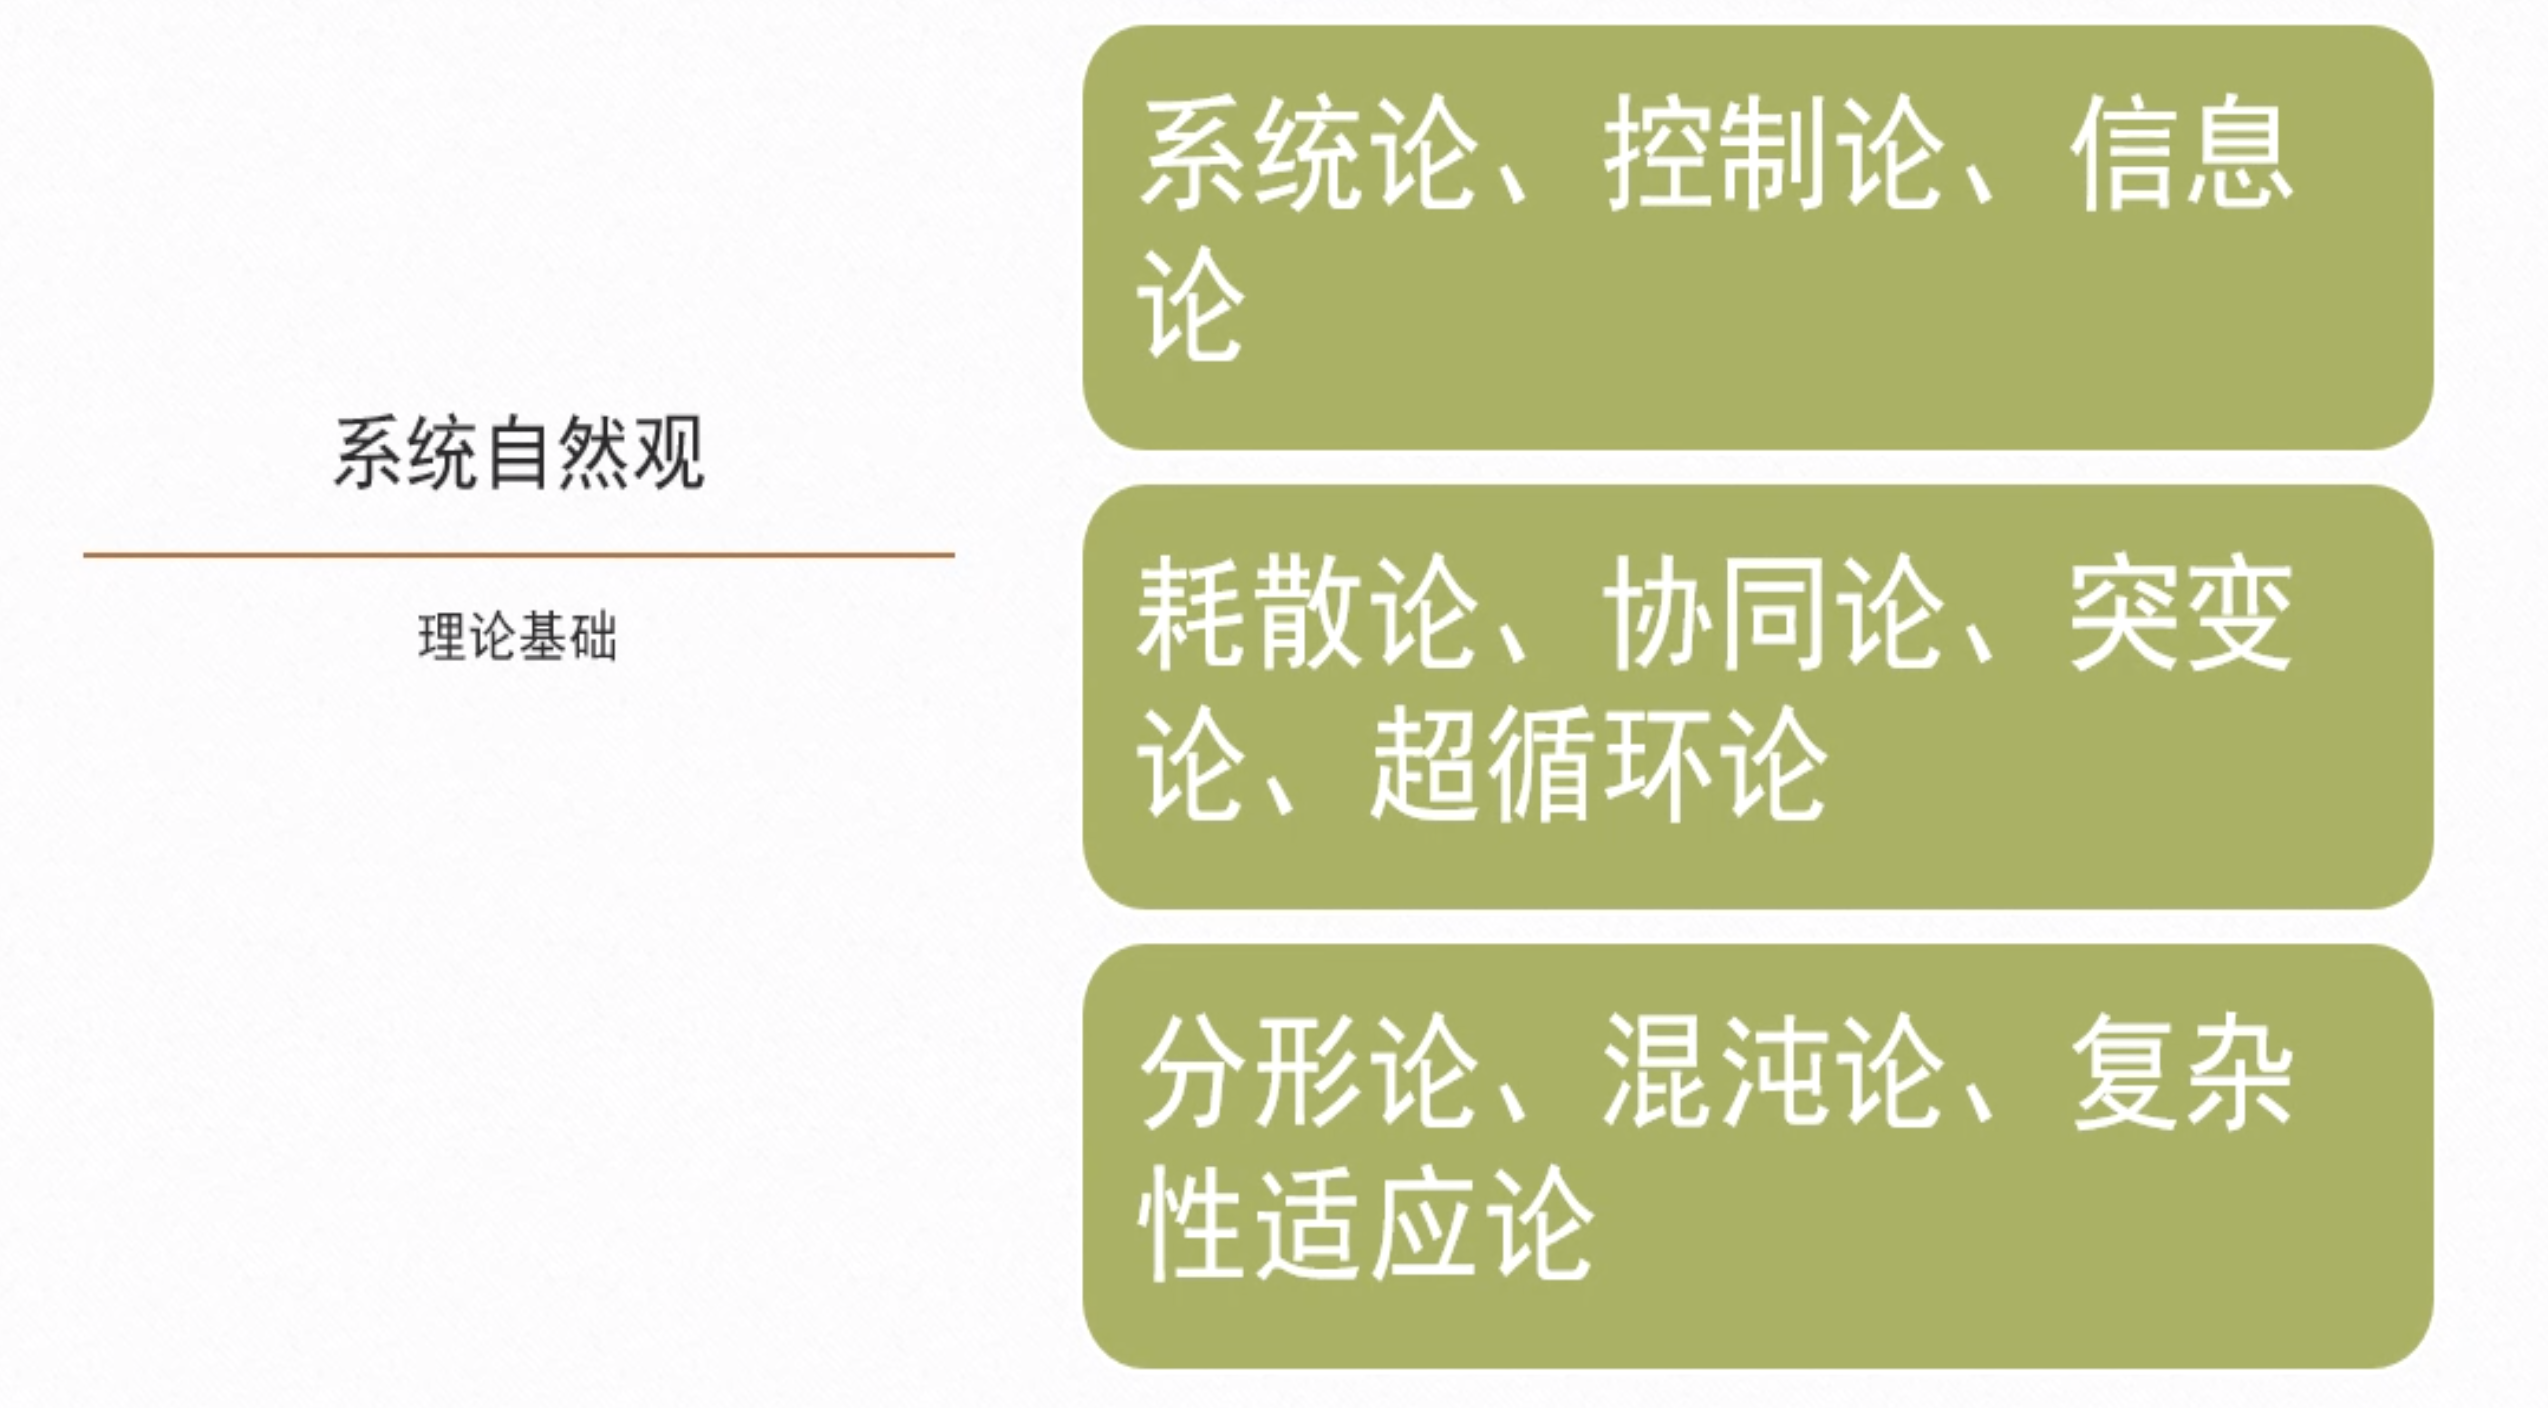 系统自然观
理论基础
系统论、控制论、信息
论
耗散论、协同论、突变
论、超循环论
分形论、混沌论、复杂
性适应论